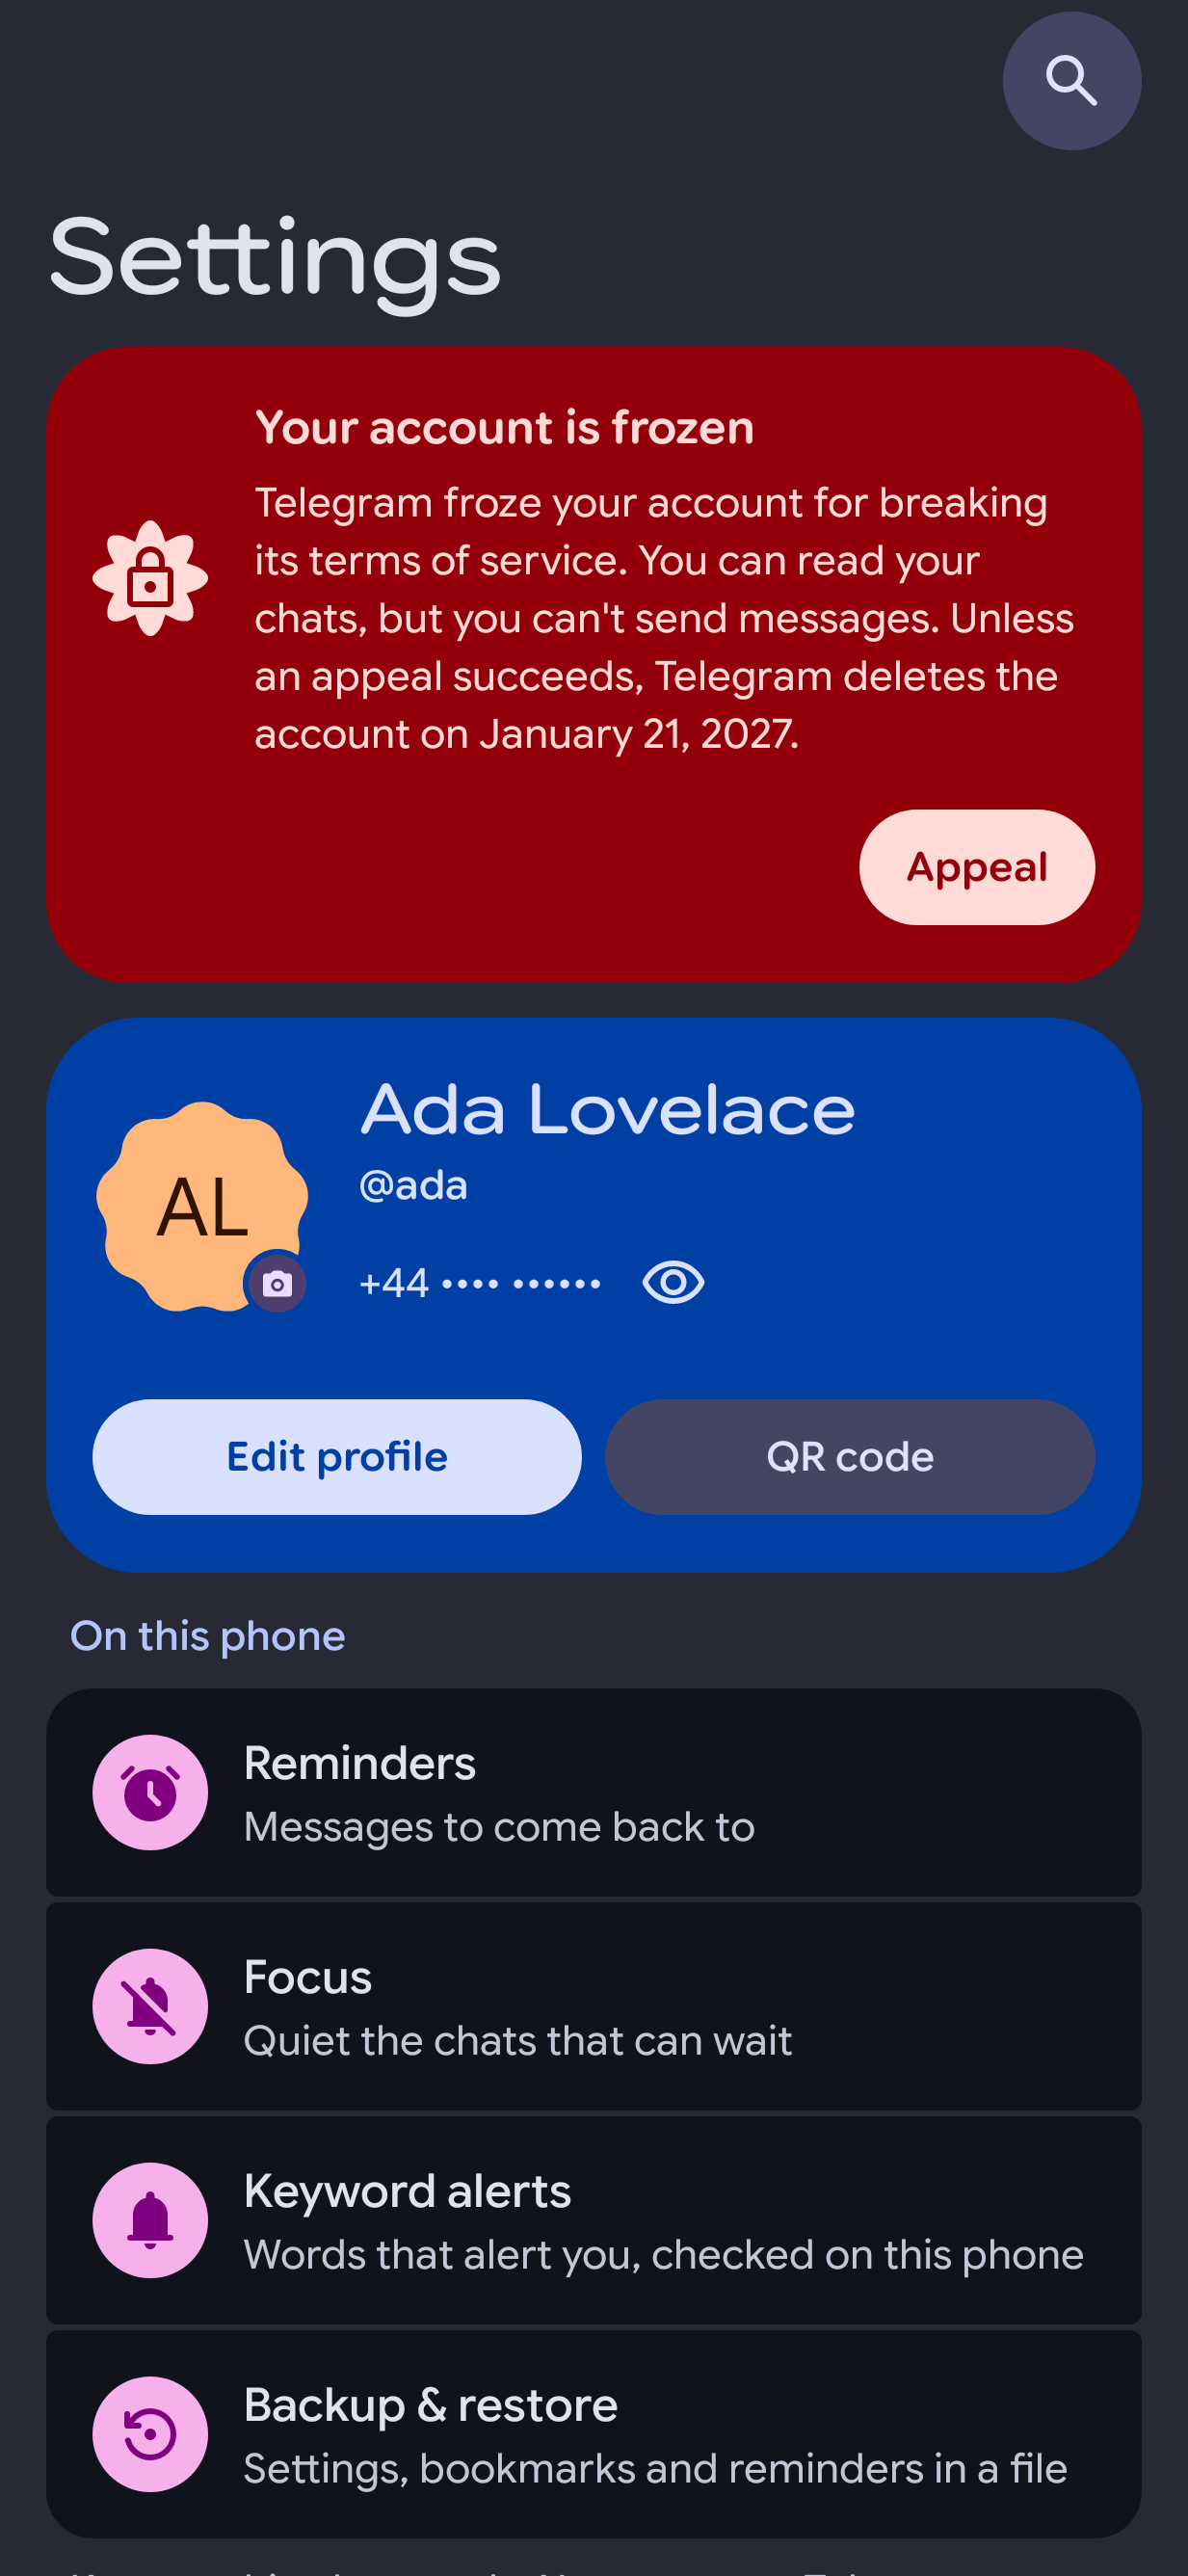 Settings
Your account is frozen
Telegram froze your account for breaking
its terms of service. You can read your
chats, but you can't send messages. Unless
an appeal succeeds, Telegram deletes the
account on January 21, 2027.
Appeal
Ada Lovelace
@ada
AL
+44 •••• ••••••
Edit profile
QR code
On this phone
Reminders
Messages to come back to
Focus
Quiet the chats that can wait
Keyword alerts
Words that alert you, checked on this phone
Backup & restore
Settings, bookmarks and reminders in a file